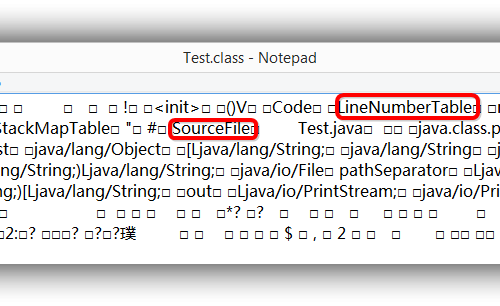 Test.class - Notepad
□ □ □ □ □ !□ □<init>□ □()V□ □Code□ □LineNumberTable□ □
StackMapTable□ "□ #□ SourceFile□ Test.java□ □□ □java.class.p
□java/lang/Object □[Ljava/lang/String;□ □java/lang/String□ □
ng/String;)Ljava/lang/String;□ □java/io/File□ pathSeparator □Ljav
g;)[Ljava/lang/String;□ □out□ □Ljava/io/PrintStream;□ □java/io/Pri
□ □ □ □ □ □ □ □*? □? □ □ □ □ □ □ □ □
□2:□? □□□? □?□?璞 □ □ □ □ □ □ $ □ , □ 2 □ □ □ □ □□ □